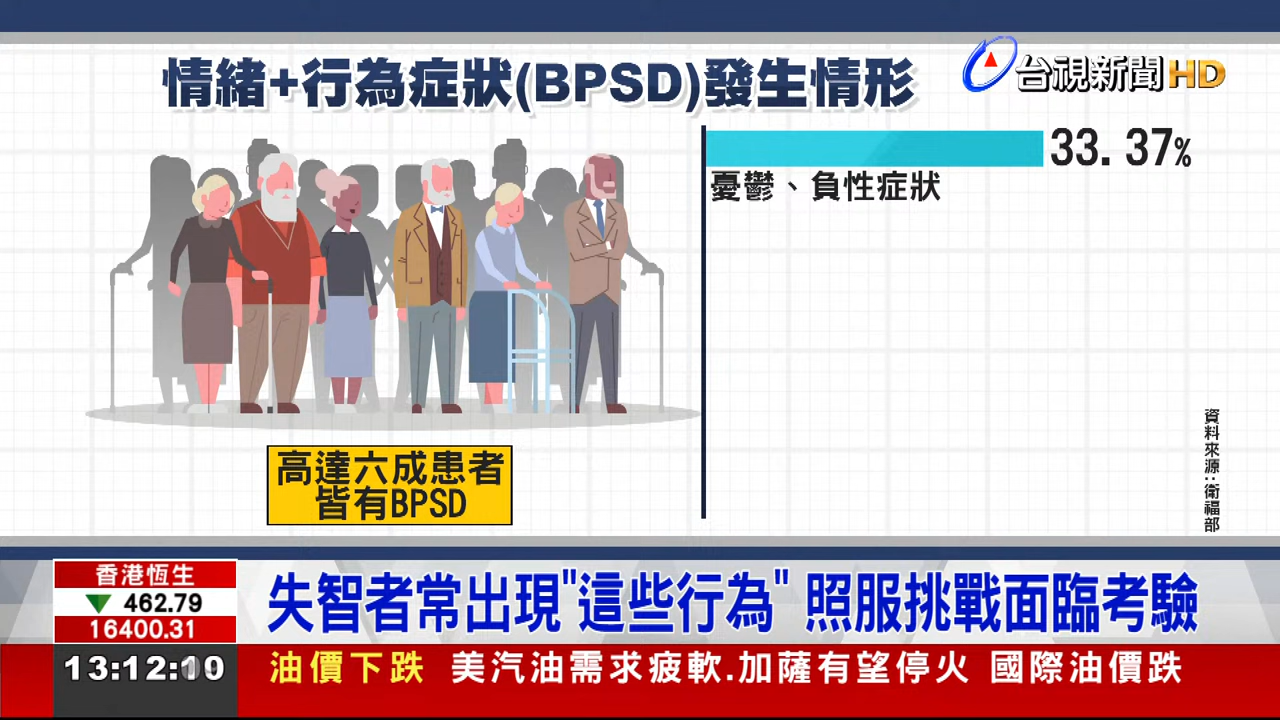 情緒+行為症狀(BPSD)發生情形
台視新聞HD
33.37%
憂鬱、負性症狀
高達六成患者
皆有BPSD
資料來源:衛福部
香港恆生
▼ 462.79
16400.31
失智者常出現"這些行為" 照服挑戰面臨考驗
13:12:10
油價下跌 美汽油需求疲軟.加薩有望停火 國際油價跌